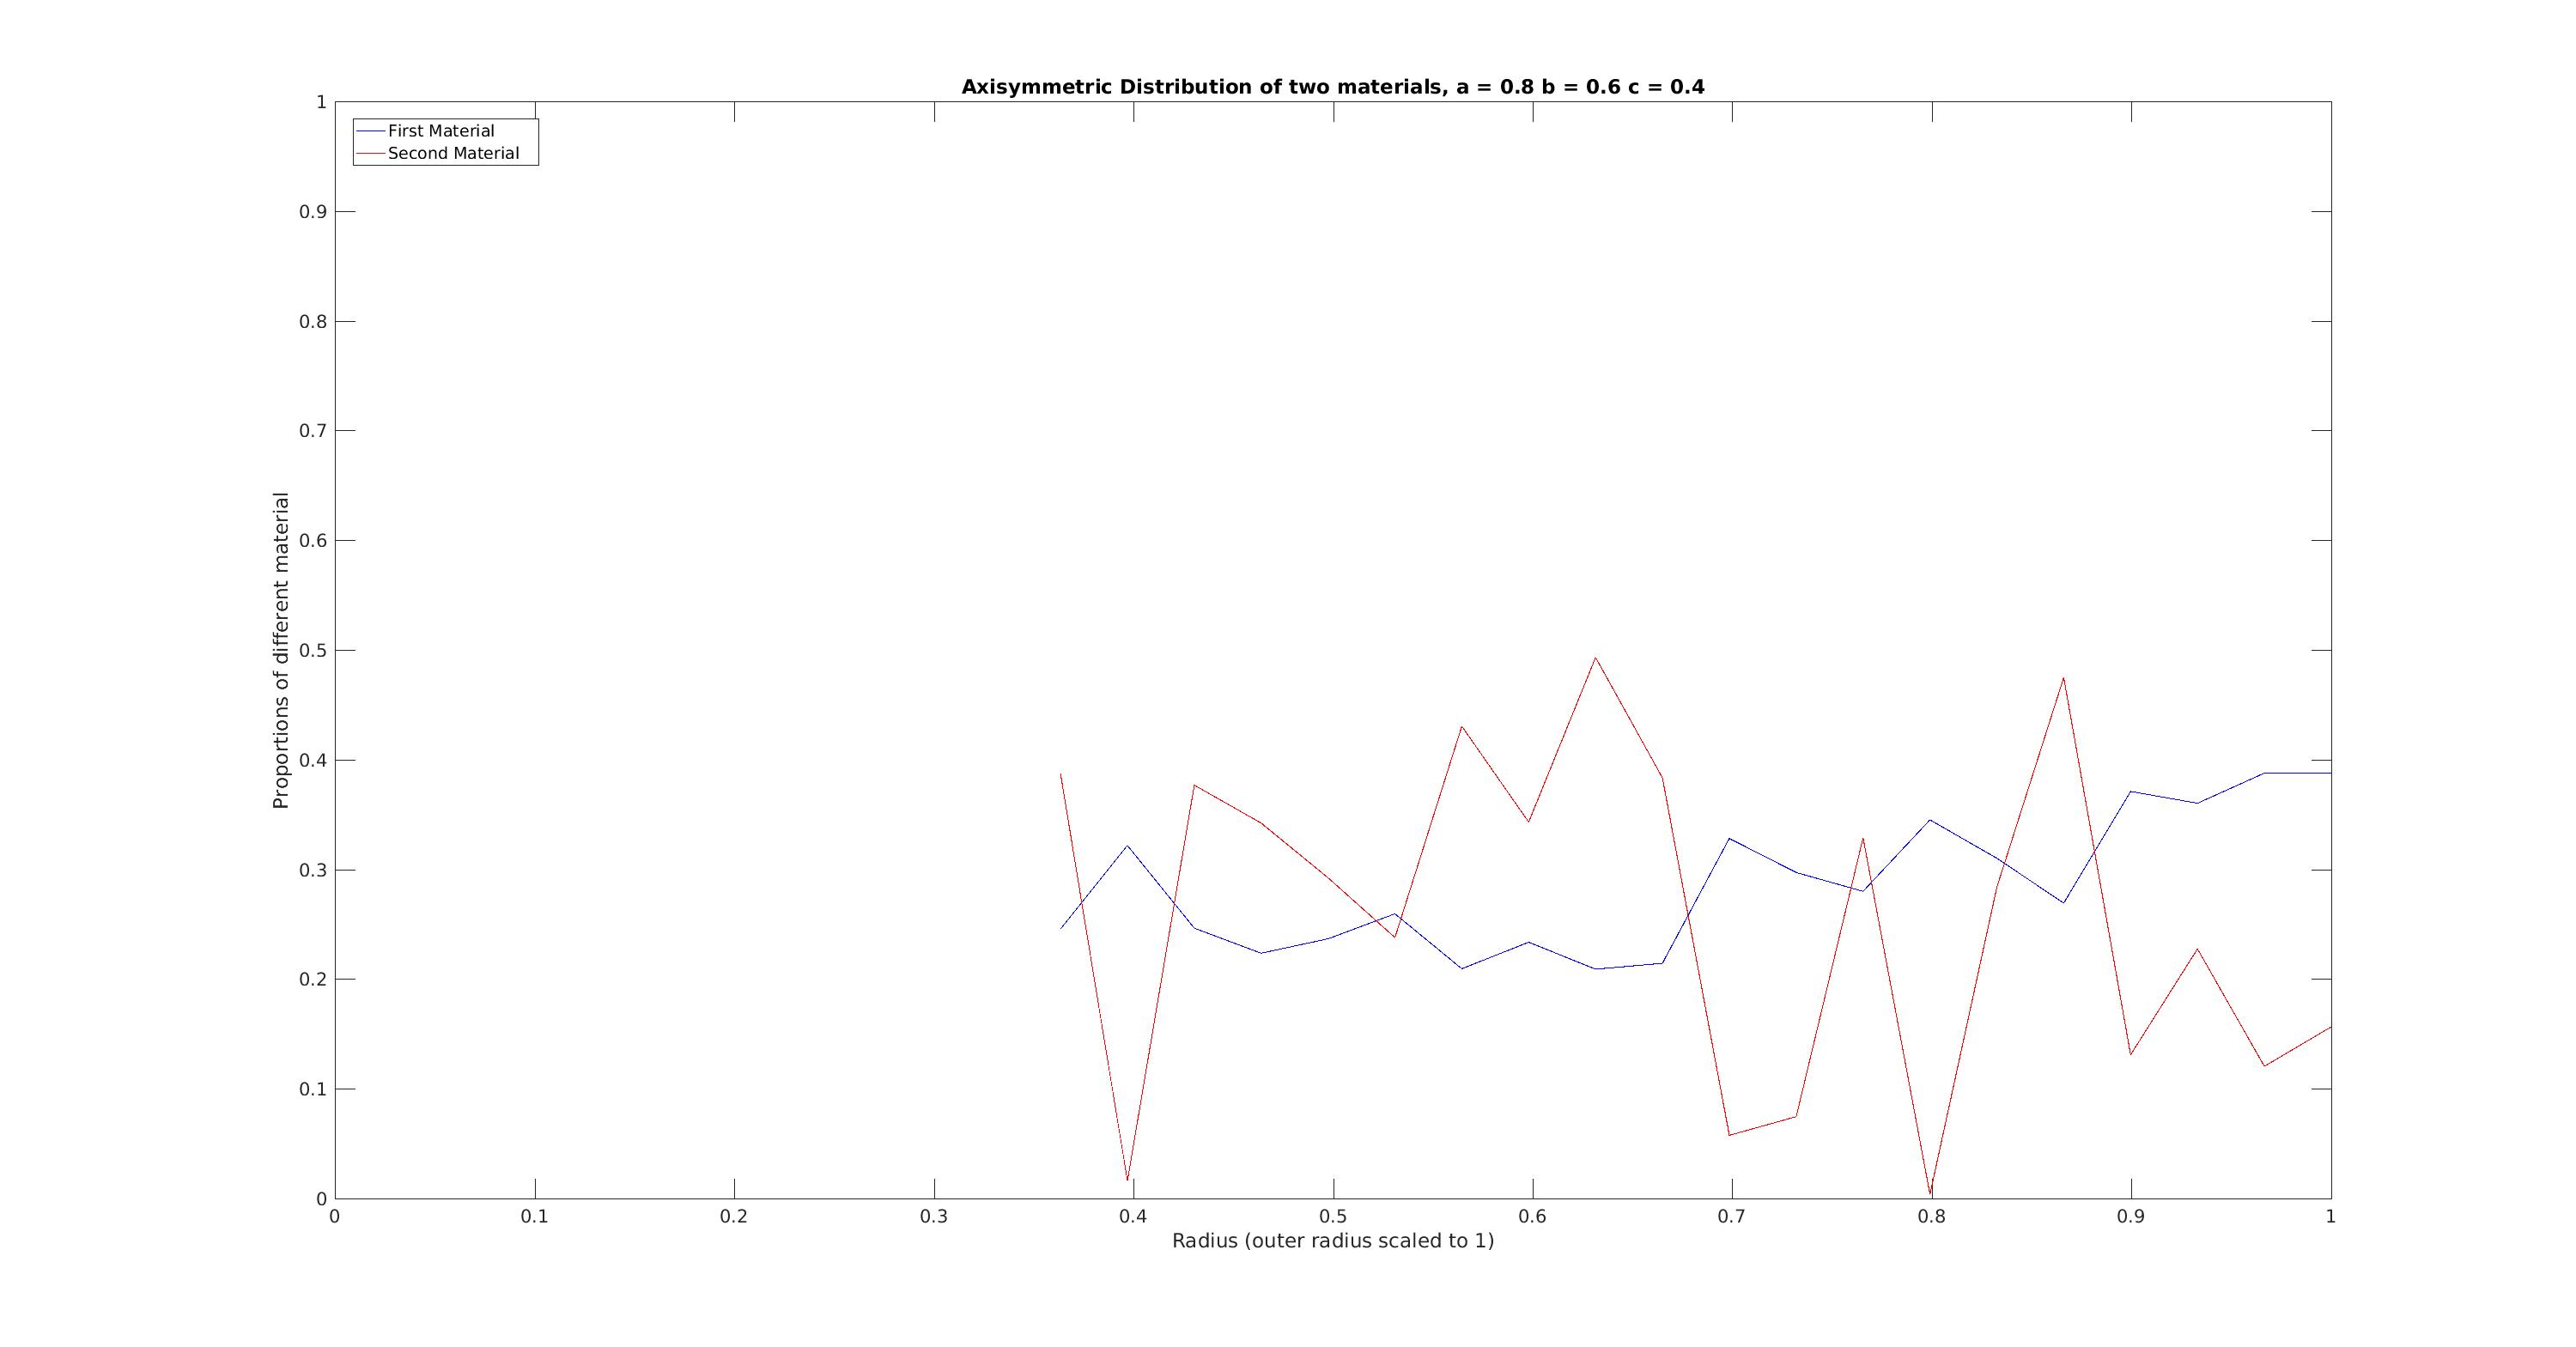 Axisymmetric Distribution of two materials, a = 0.8 b = 0.6 c = 0.4
First Material
Second Material
Proportions of different material
1
0.9
0.8
0.7
0.6
0.5
0.4
0.3
0.2
0.1
0
0 0.1 0.2 0.3 0.4 0.5 0.6 0.7 0.8 0.9 1
Radius (outer radius scaled to 1)